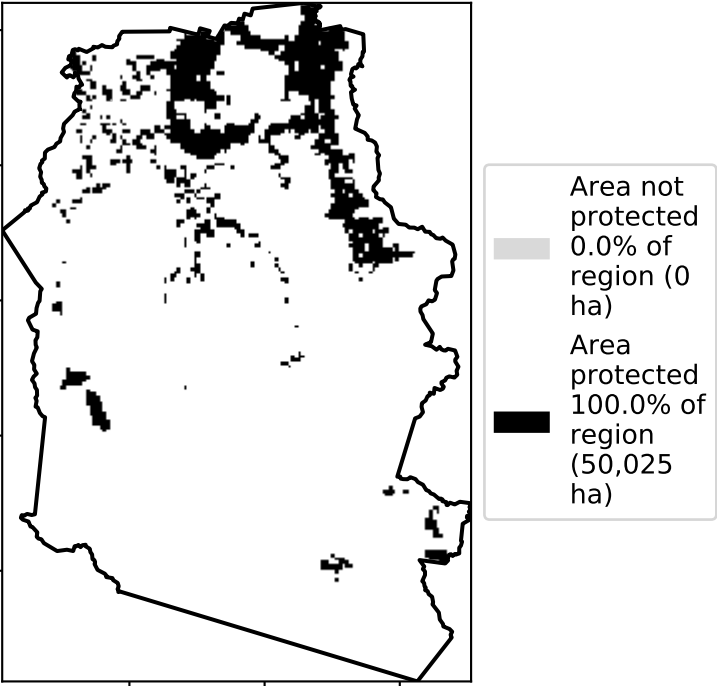 Area not
protected
0.0% of
region (0
ha)
Area
protected
100.0% of
region
(50,025
ha)